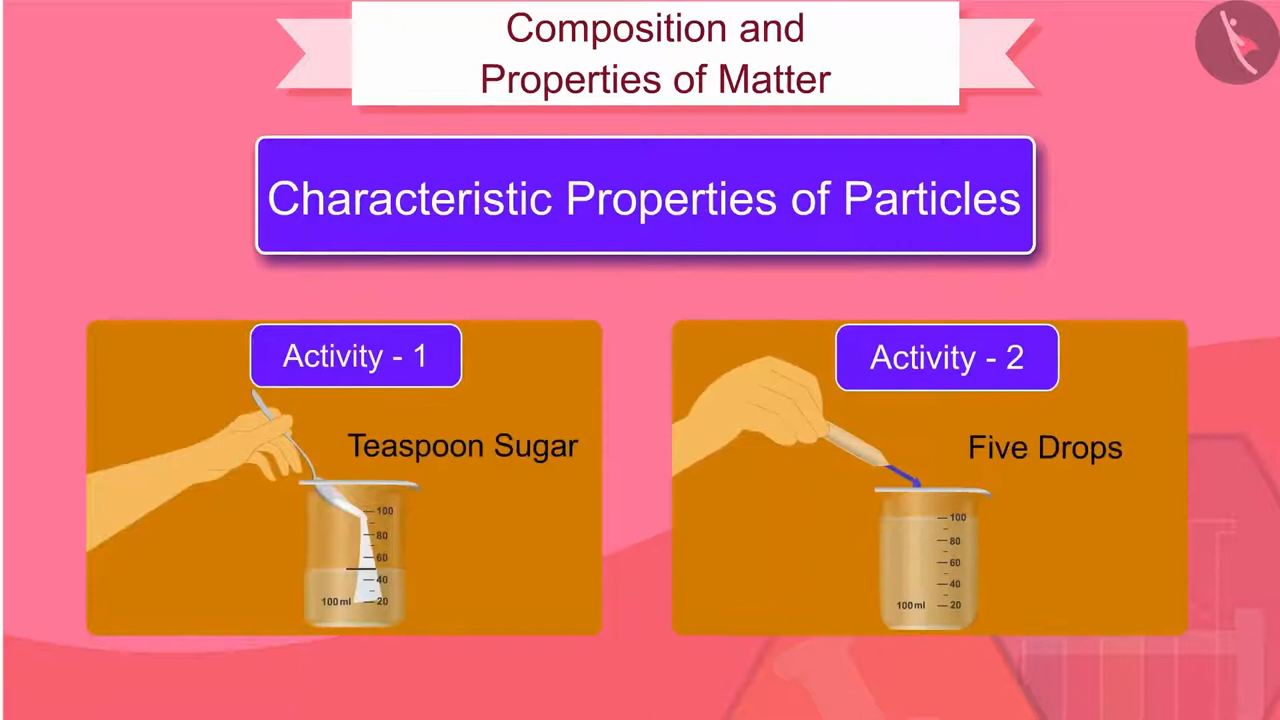 Composition and
Properties of Matter
Characteristic Properties of Particles
Activity - 1
Teaspoon Sugar
100
80
60
40
100 ml
20
Activity - 2
Five Drops
100
80
60
40
100 ml
20